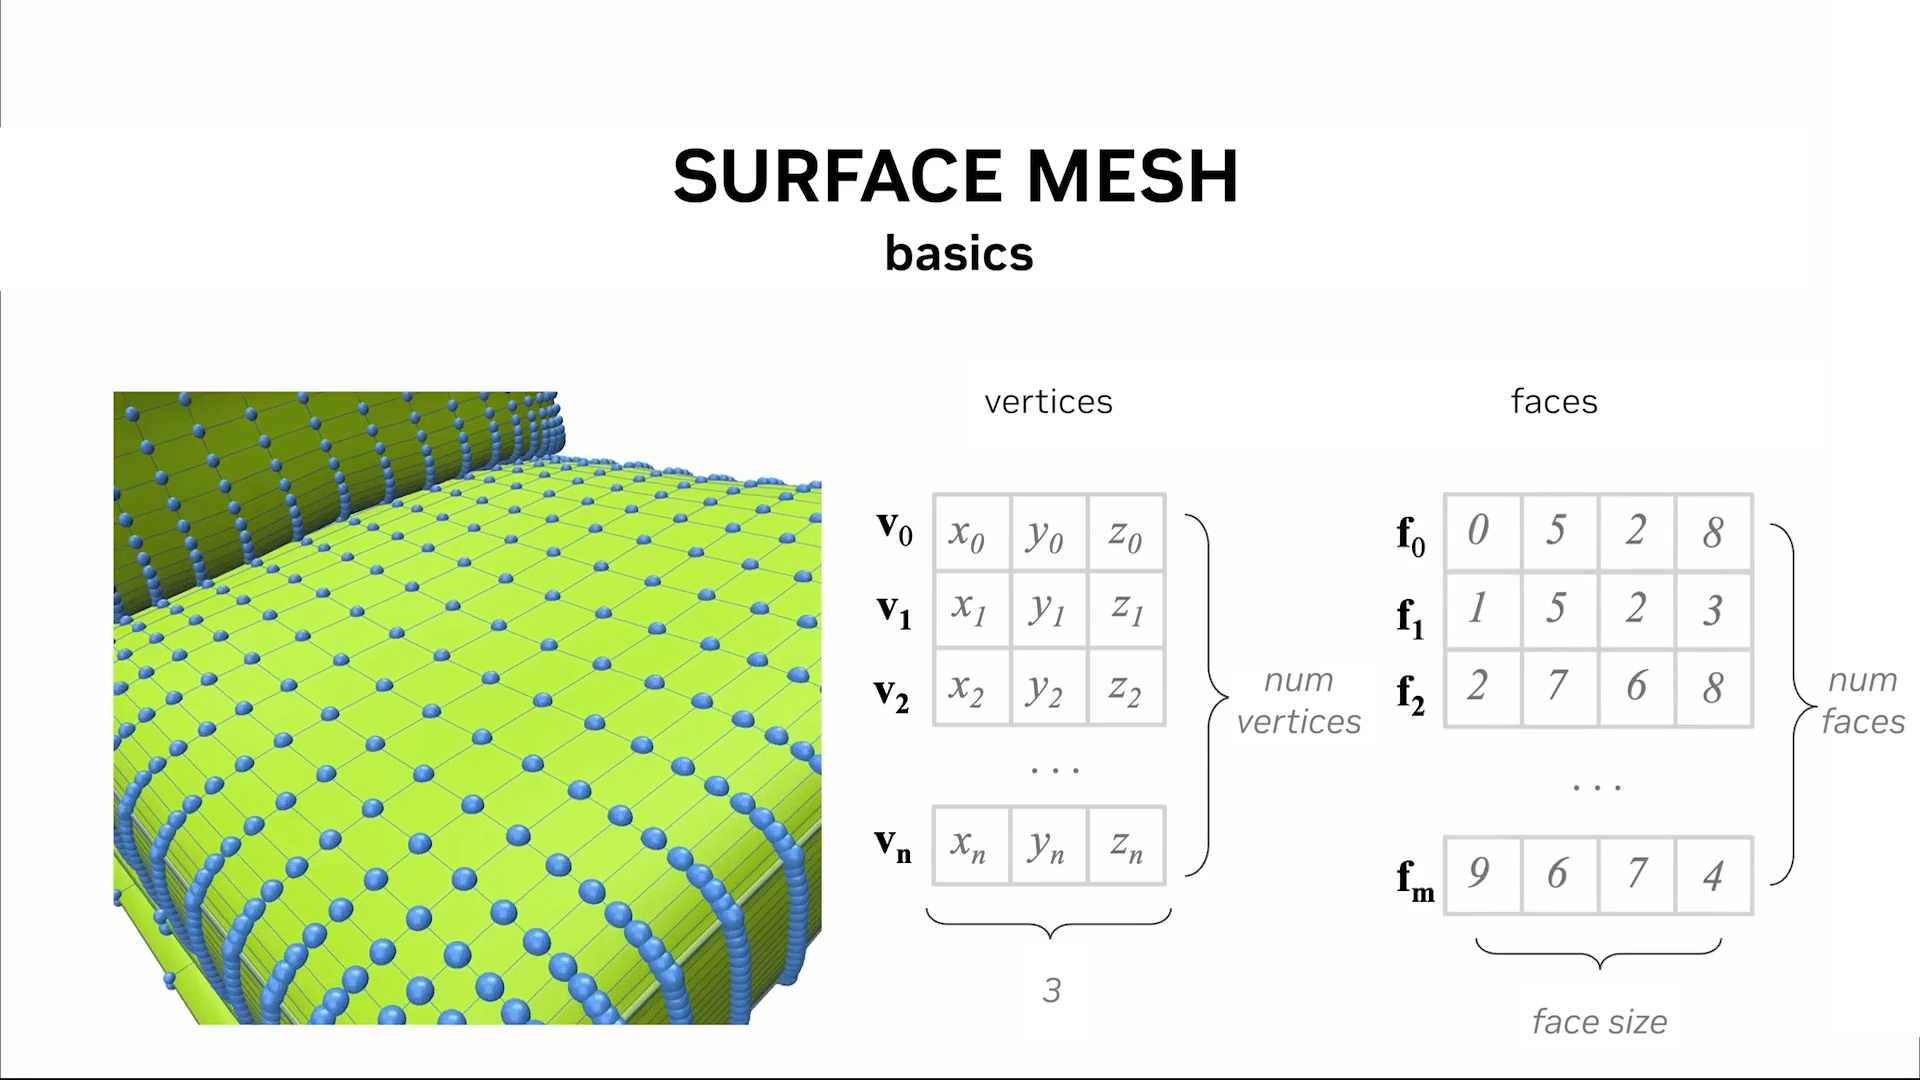 SURFACE MESH
basics
vertices
v0 x0 y0 z0
v1 x1 y1 z1
v2 x2 y2 z2
...
vn xn yn zn
num
vertices
3
faces
f0 0 5 2 8
f1 1 5 2 3
f2 2 7 6 8
...
fm 9 6 7 4
num
faces
face size